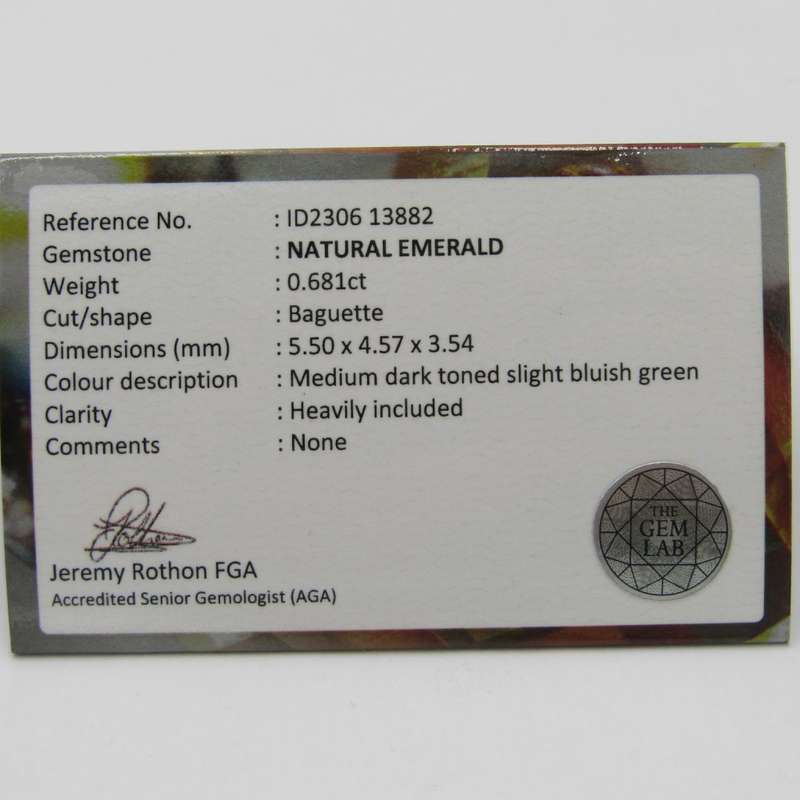 Reference No. : ID2306 13882
Gemstone : NATURAL EMERALD
Weight : 0.681ct
Cut/shape : Baguette
Dimensions (mm) : 5.50 x 4.57 x 3.54
Colour description : Medium dark toned slight bluish green
Clarity : Heavily included
Comments : None
Jeremy Rothon FGA
Accredited Senior Gemologist (AGA)
THE
GEM
LAB